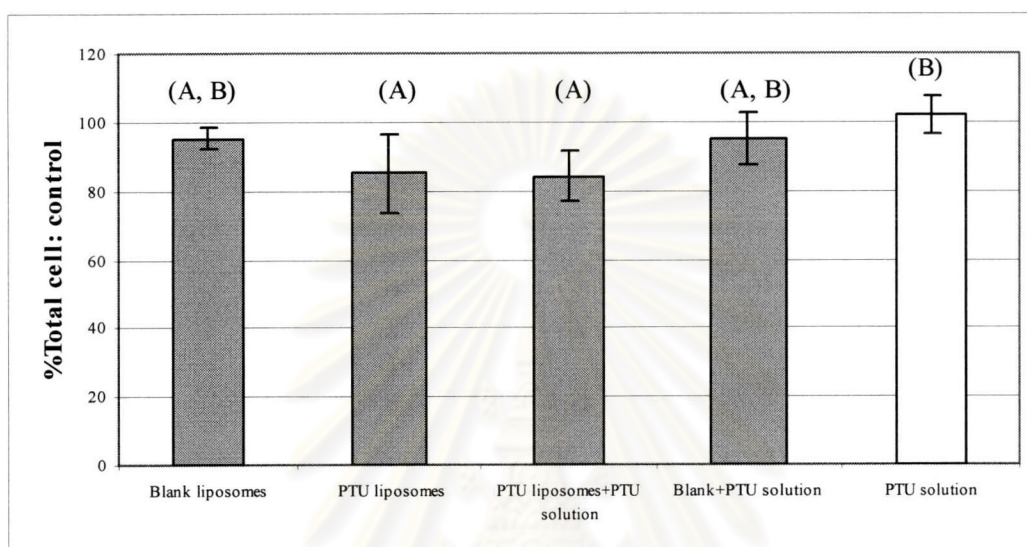 %Total cell: control
120
100
80
60
40
20
0
(A, B)
(A)
(A)
(A, B)
(B)
Blank liposomes
PTU liposomes
PTU liposomes+PTU
solution
Blank+PTU solution
PTU solution